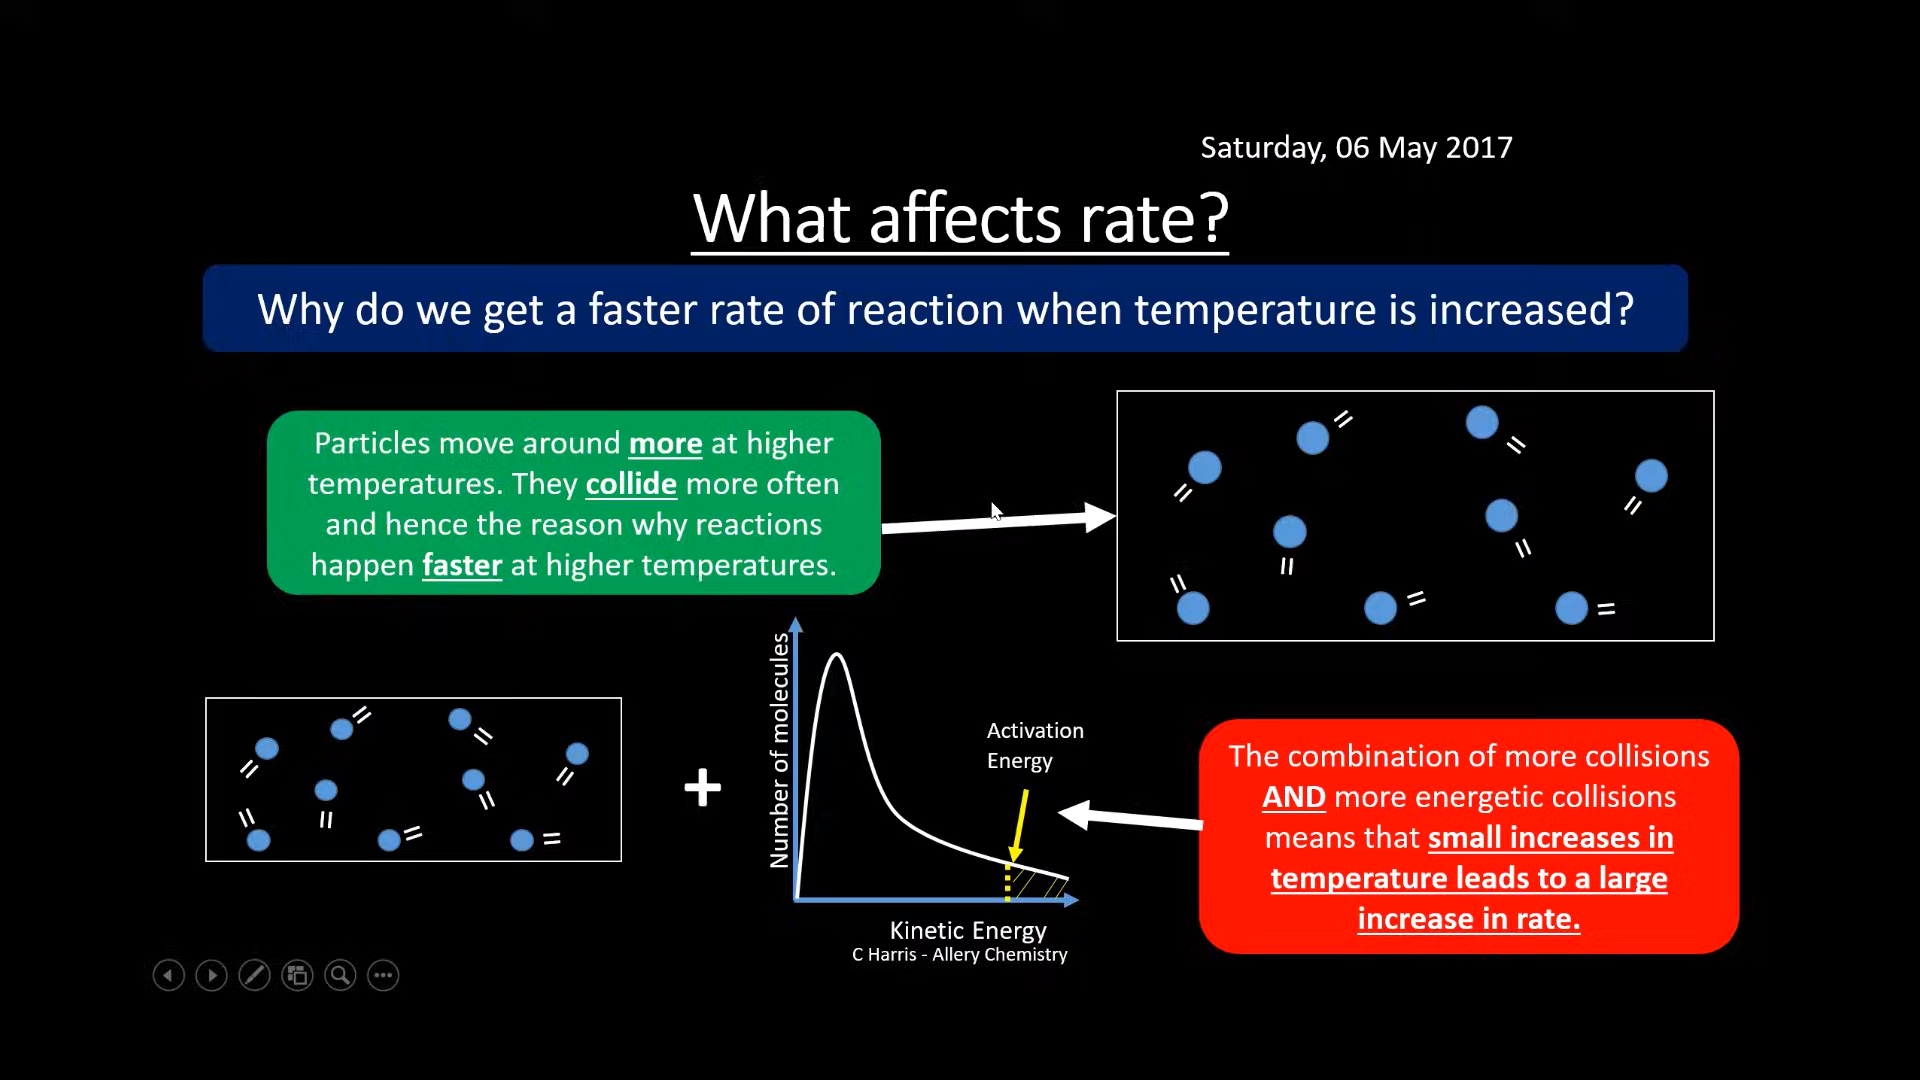 Saturday, 06 May 2017
What affects rate?
Why do we get a faster rate of reaction when temperature is increased?
Particles move around more at higher
temperatures. They collide more often
and hence the reason why reactions
happen faster at higher temperatures.
+
Number of molecules
Activation
Energy
Kinetic Energy
C Harris - Allery Chemistry
The combination of more collisions
AND more energetic collisions
means that small increases in
temperature leads to a large
increase in rate.